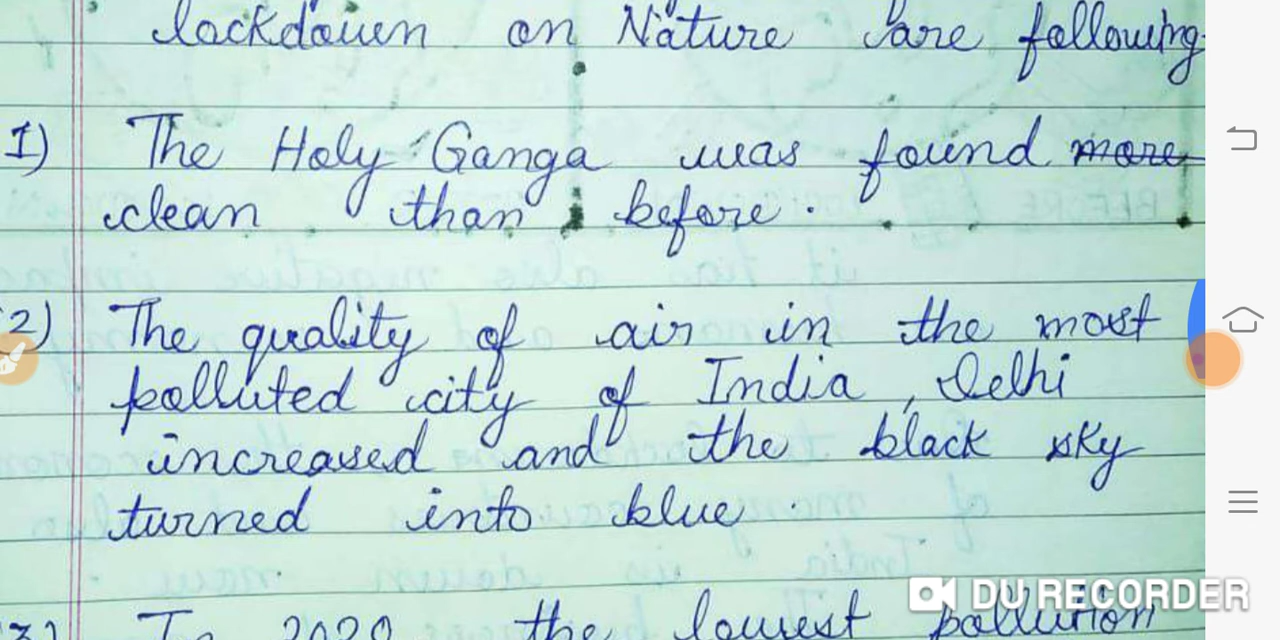 lockdown on Nature are following
1) The Holy Ganga was found more
clean than before.
2) The quality of air in the most
polluted city of India, Delhi
increased and the black sky
turned into blue.
3) In 2020 the lowest pollution
DU RECORDER